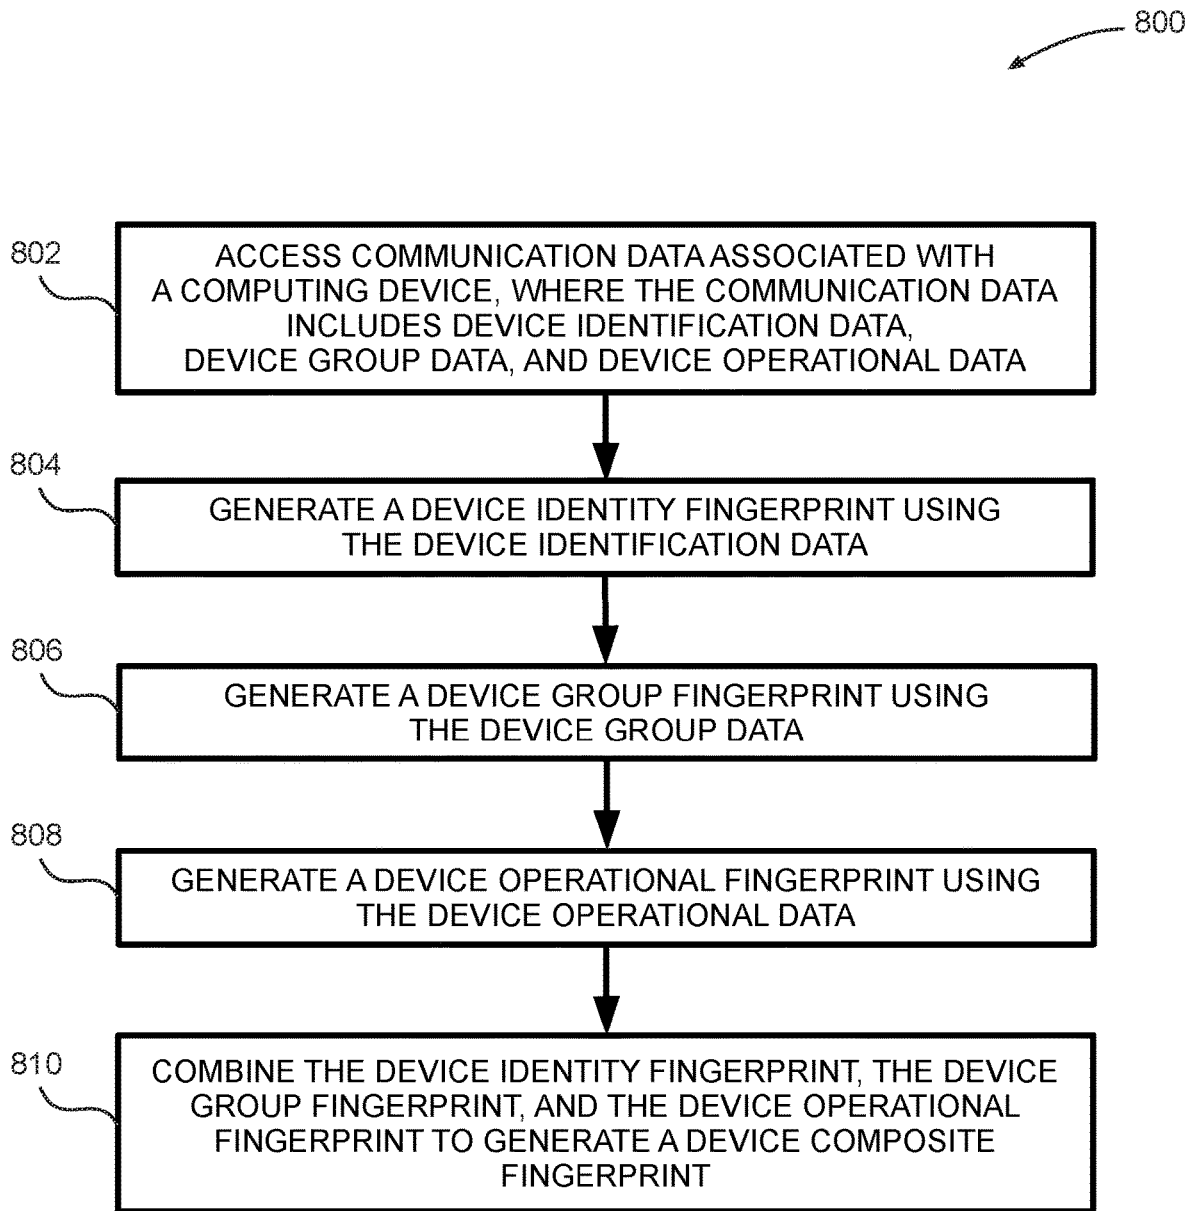 800
802
ACCESS COMMUNICATION DATA ASSOCIATED WITH
A COMPUTING DEVICE, WHERE THE COMMUNICATION DATA
INCLUDES DEVICE IDENTIFICATION DATA,
DEVICE GROUP DATA, AND DEVICE OPERATIONAL DATA
804
GENERATE A DEVICE IDENTITY FINGERPRINT USING
THE DEVICE IDENTIFICATION DATA
806
GENERATE A DEVICE GROUP FINGERPRINT USING
THE DEVICE GROUP DATA
808
GENERATE A DEVICE OPERATIONAL FINGERPRINT USING
THE DEVICE OPERATIONAL DATA
810
COMBINE THE DEVICE IDENTITY FINGERPRINT, THE DEVICE
GROUP FINGERPRINT, AND THE DEVICE OPERATIONAL
FINGERPRINT TO GENERATE A DEVICE COMPOSITE
FINGERPRINT